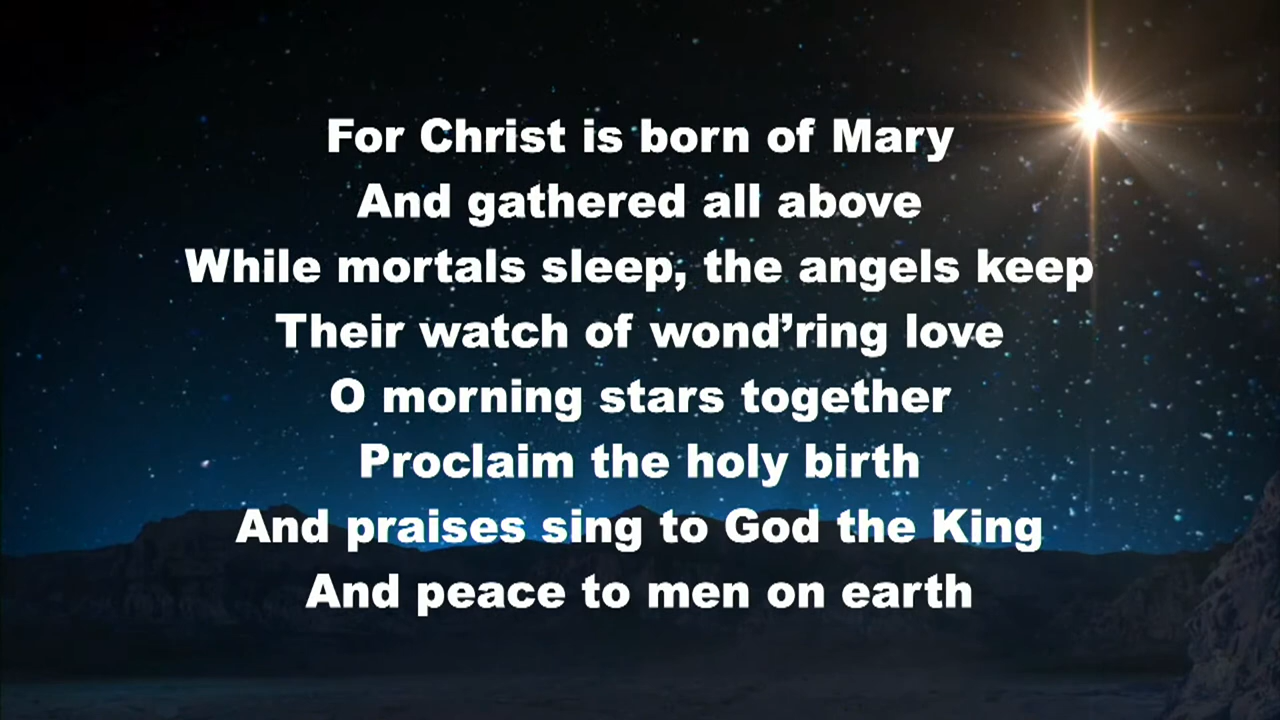 For Christ is born of Mary
And gathered all above
While mortals sleep, the angels keep
Their watch of wond’ring love
O morning stars together
Proclaim the holy birth
And praises sing to God the King
And peace to men on earth